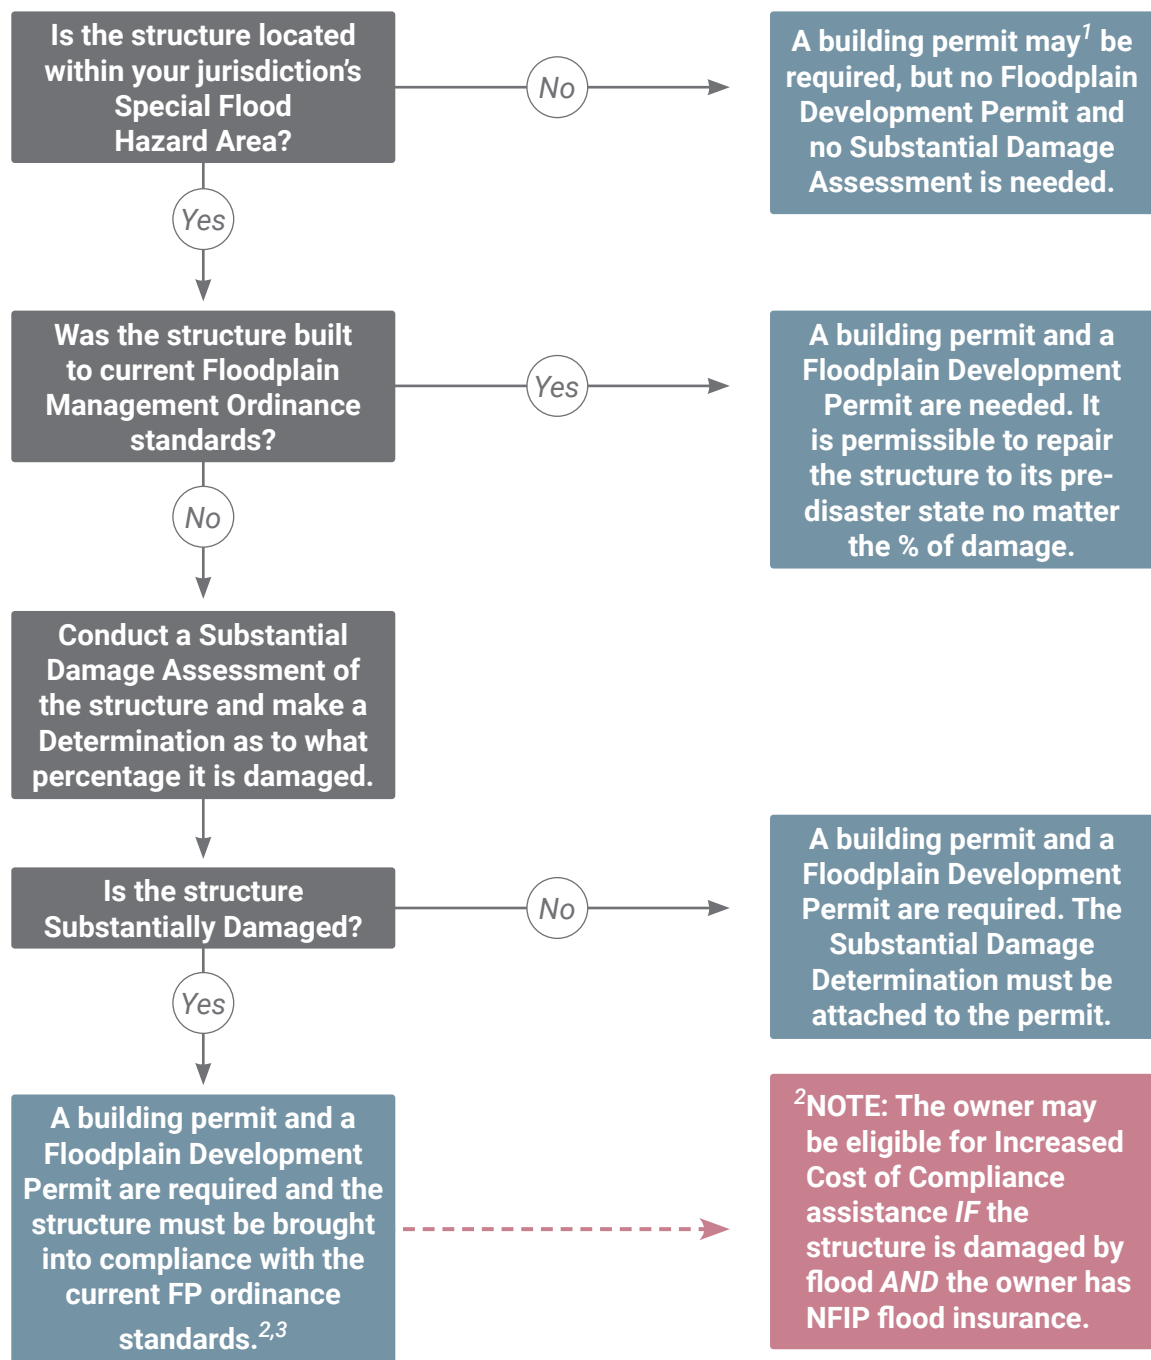 Is the structure located
within your jurisdiction's
Special Flood
Hazard Area?
No
A building permit may1 be
required, but no Floodplain
Development Permit and
no Substantial Damage
Assessment is needed.
Yes
Was the structure built
to current Floodplain
Management Ordinance
standards?
Yes
A building permit and a
Floodplain Development
Permit are needed. It
is permissible to repair
the structure to its pre-
disaster state no matter
the % of damage.
No
Conduct a Substantial
Damage Assessment of
the structure and make a
Determination as to what
percentage it is damaged.
Is the structure
Substantially Damaged?
No
A building permit and a
Floodplain Development
Permit are required. The
Substantial Damage
Determination must be
attached to the permit.
Yes
A building permit and a
Floodplain Development
Permit are required and the
structure must be brought
into compliance with the
current FP ordinance
standards.2,3
2NOTE: The owner may
be eligible for Increased
Cost of Compliance
assistance IF the
structure is damaged by
flood AND the owner has
NFIP flood insurance.